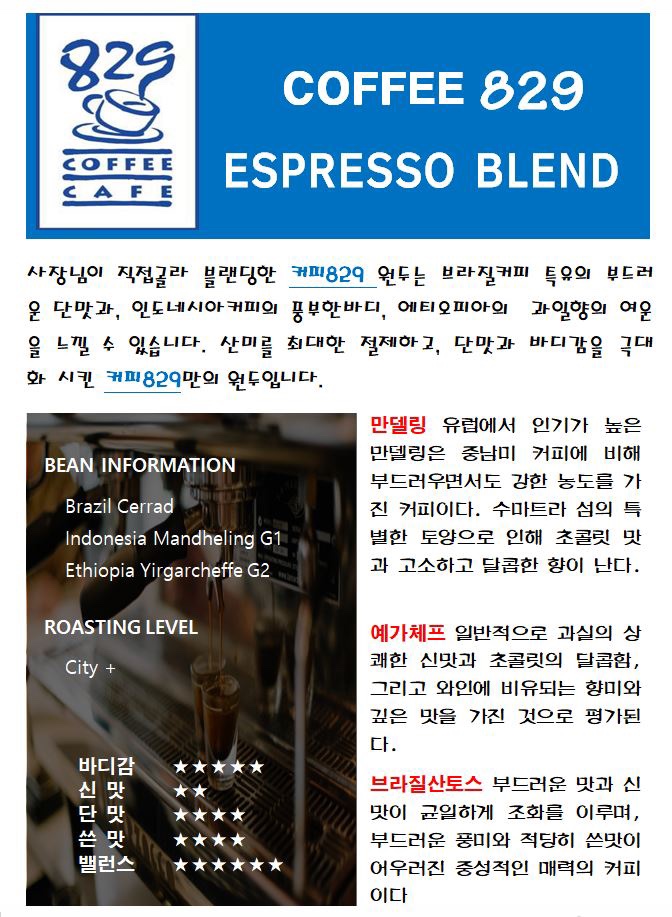 829
COFFEE
CAFE
COFFEE 829
ESPRESSO BLEND
사장님이 직접골라 블랜딩한 커피829 원두는 브라질커피 특유의 부드러
운 단맛과, 인도네시아커피의 풍부한바디, 에티오피아의 과일향의 여운
을 느낄 수 있습니다. 산미를 최대한 절제하고, 단맛과 바디감을 극대
화 시킨 커피829만의 원두입니다.
BEAN INFORMATION
Brazil Cerrad
Indonesia Mandheling G1
Ethiopia Yirgarcheffe G2
ROASTING LEVEL
City +
바디감 ★★★★★
신 맛 ★★
단 맛 ★★★★
쓴 맛 ★★★★
밸런스 ★★★★★★
만델링 유럽에서 인기가 높은
만델링은 중남미 커피에 비해
부드러우면서도 강한 농도를 가
진 커피이다. 수마트라 섬의 특
별한 토양으로 인해 초콜릿 맛
과 고소하고 달콤한 향이 난다.
예가체프 일반적으로 과실의 상
쾌한 신맛과 초콜릿의 달콤함,
그리고 와인에 비유되는 향미와
깊은 맛을 가진 것으로 평가된
다.
브라질산토스 부드러운 맛과 신
맛이 균일하게 조화를 이루며,
부드러운 풍미와 적당히 쓴맛이
어우러진 중성적인 매력의 커피
이다